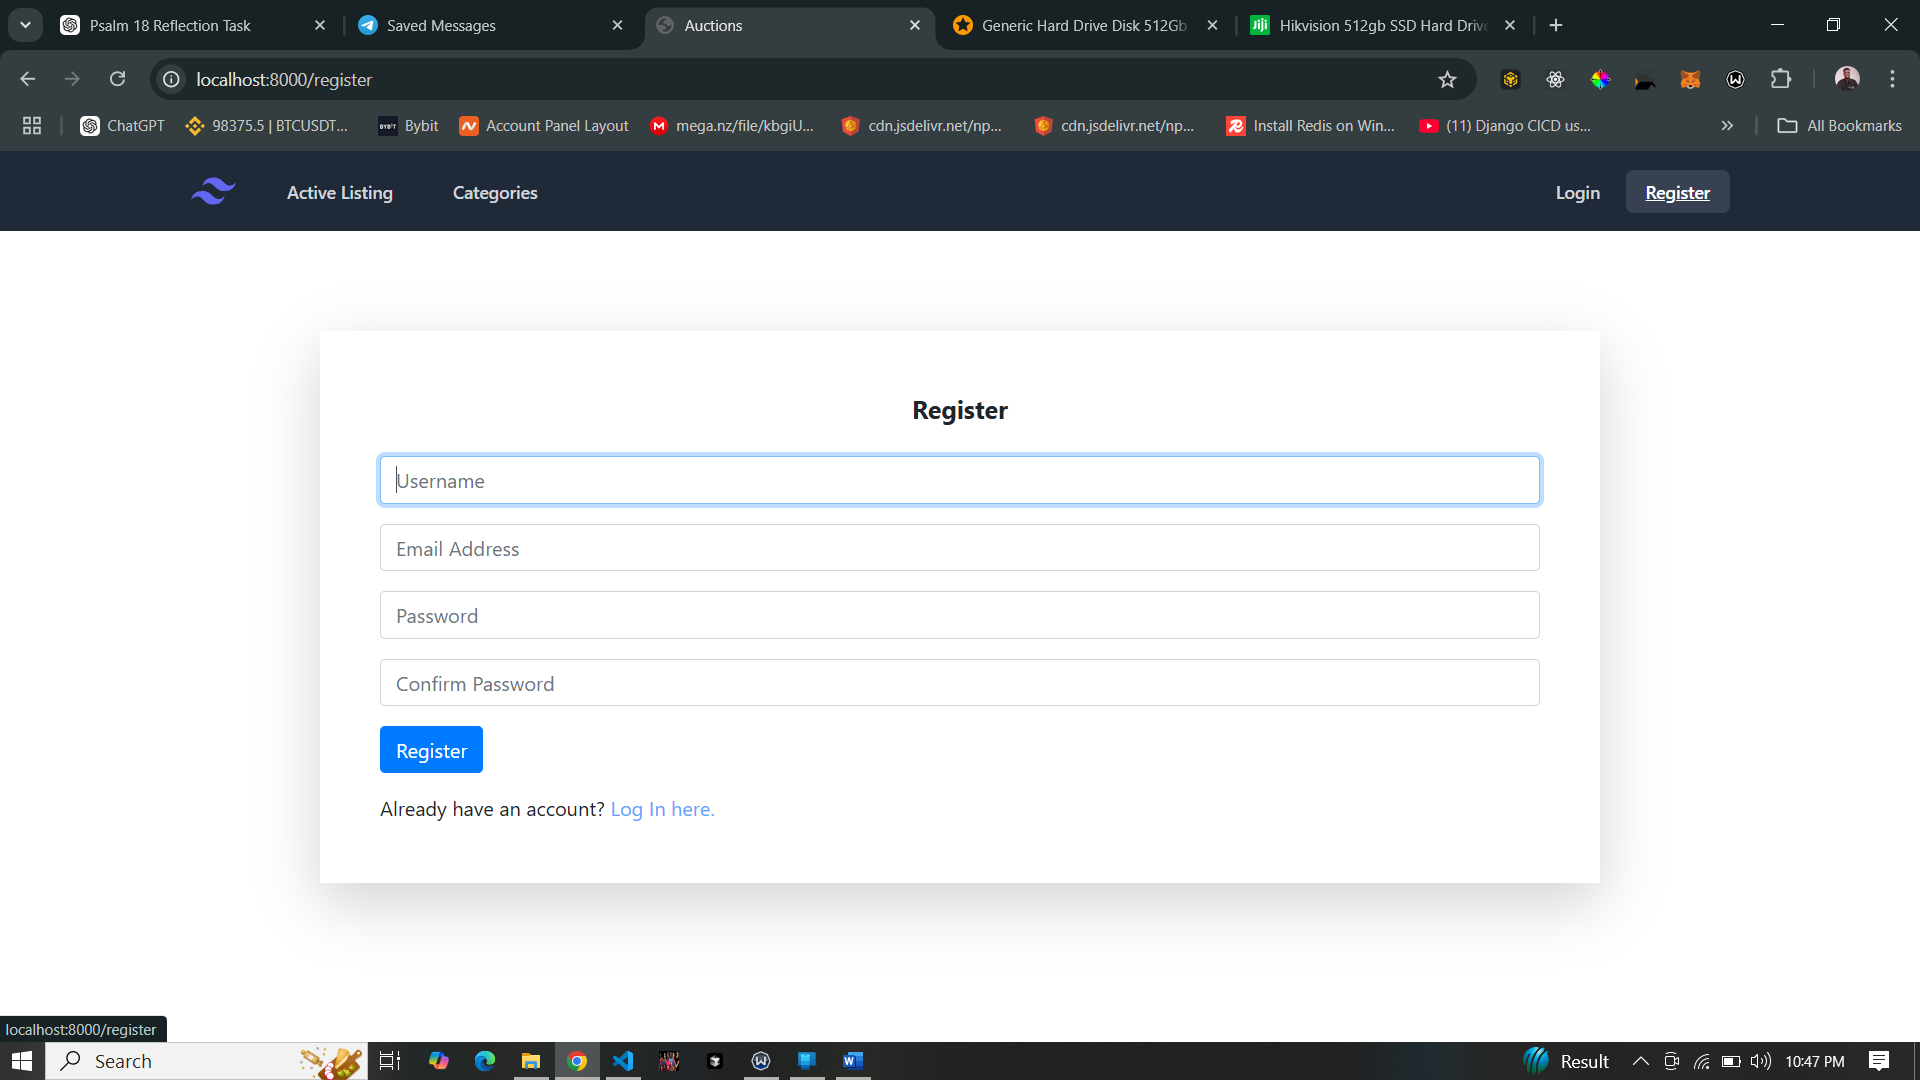 Psalm 18 Reflection Task
Saved Messages
Auctions
Generic Hard Drive Disk 512Gb
Jiji
Hikvision 512gb SSD Hard Drive
localhost:8000/register
ChatGPT
98375.5 | BTCUSDT...
BYBIT
Bybit
Account Panel Layout
mega.nz/file/kbgiU...
cdn.jsdelivr.net/np...
cdn.jsdelivr.net/np...
Install Redis on Win...
(11) Django CICD us...
All Bookmarks
Active Listing
Categories
Login
Register
Register
Username
Email Address
Password
Confirm Password
Register
Already have an account? Log In here.
localhost:8000/register
Search
Result
10:47 PM